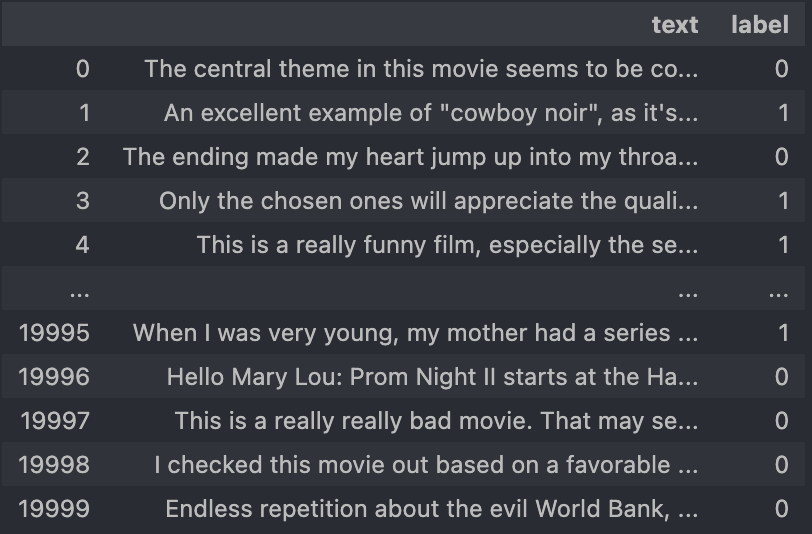 text label
0 The central theme in this movie seems to be co... 0
1 An excellent example of "cowboy noir", as it's... 1
2 The ending made my heart jump up into my throa... 0
3 Only the chosen ones will appreciate the quali... 1
4 This is a really funny film, especially the se... 1
... ... ...
19995 When I was very young, my mother had a series ... 1
19996 Hello Mary Lou: Prom Night II starts at the Ha... 0
19997 This is a really really bad movie. That may se... 0
19998 I checked this movie out based on a favorable ... 0
19999 Endless repetition about the evil World Bank, ... 0